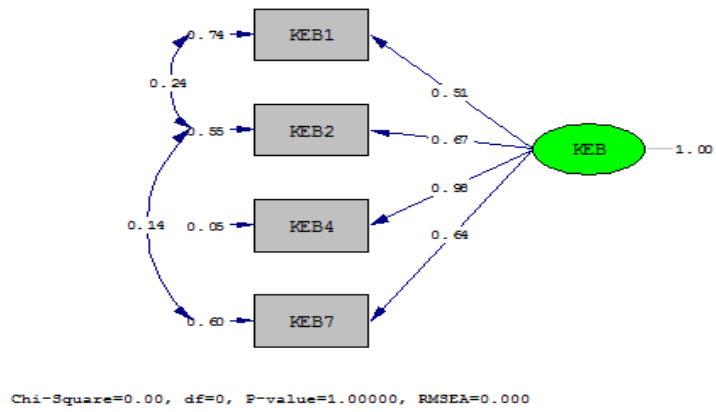 0.74 KEB1
0.24
0.51
0.55 KEB2
0.67
KEB 1.00
0.98
0.14 0.05 KEB4
0.64
0.60 KEB7
Chi-Square=0.00, df=0, P-value=1.00000, RMSEA=0.000